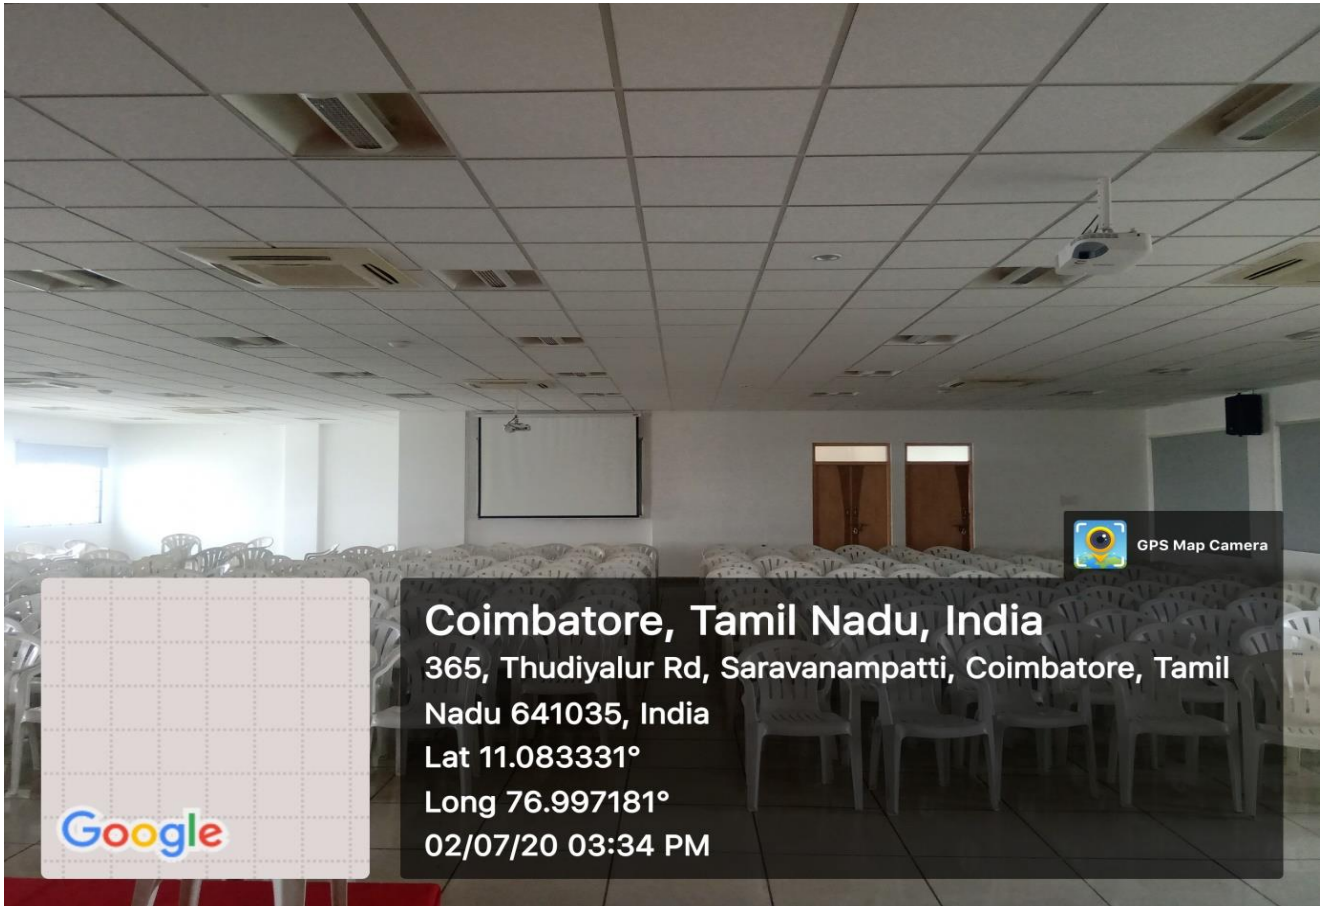 GPS Map Camera
Coimbatore, Tamil Nadu, India
365, Thudiyalur Rd, Saravanampatti, Coimbatore, Tamil
Nadu 641035, India
Lat 11.083331°
Long 76.997181°
02/07/20 03:34 PM
Google